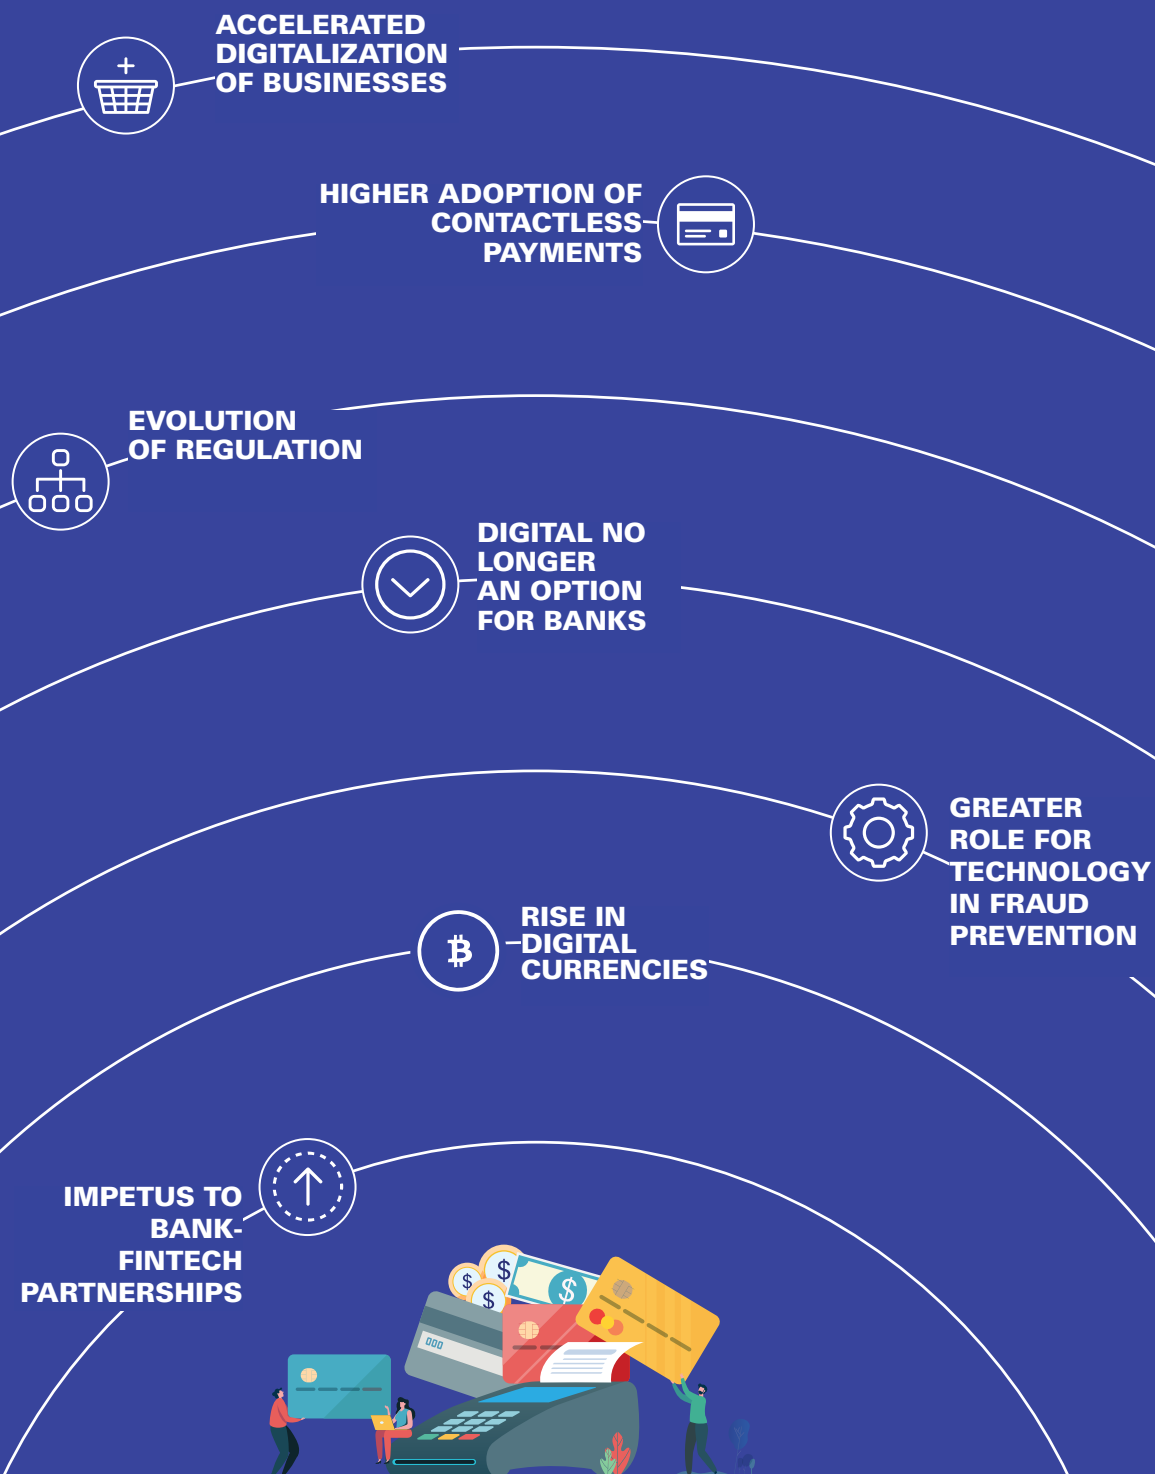 ACCELERATED
DIGITALIZATION
OF BUSINESSES
HIGHER ADOPTION OF
CONTACTLESS
PAYMENTS
EVOLUTION
OF REGULATION
DIGITAL NO
LONGER
AN OPTION
FOR BANKS
GREATER
ROLE FOR
TECHNOLOGY
IN FRAUD
PREVENTION
RISE IN
DIGITAL
CURRENCIES
IMPETUS TO
BANK-
FINTECH
PARTNERSHIPS
$
$
$
$
000